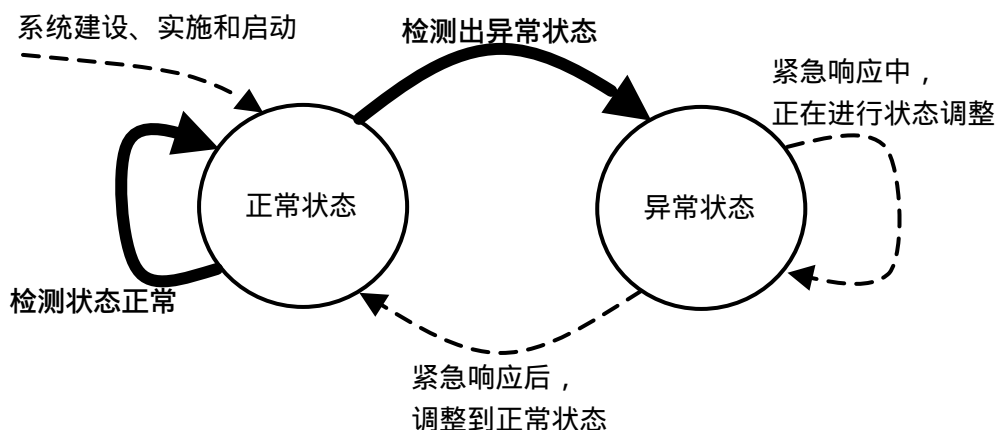 系统建设、实施和启动
检测出异常状态
紧急响应中，
正在进行状态调整
正常状态
异常状态
检测状态正常
紧急响应后，
调整到正常状态